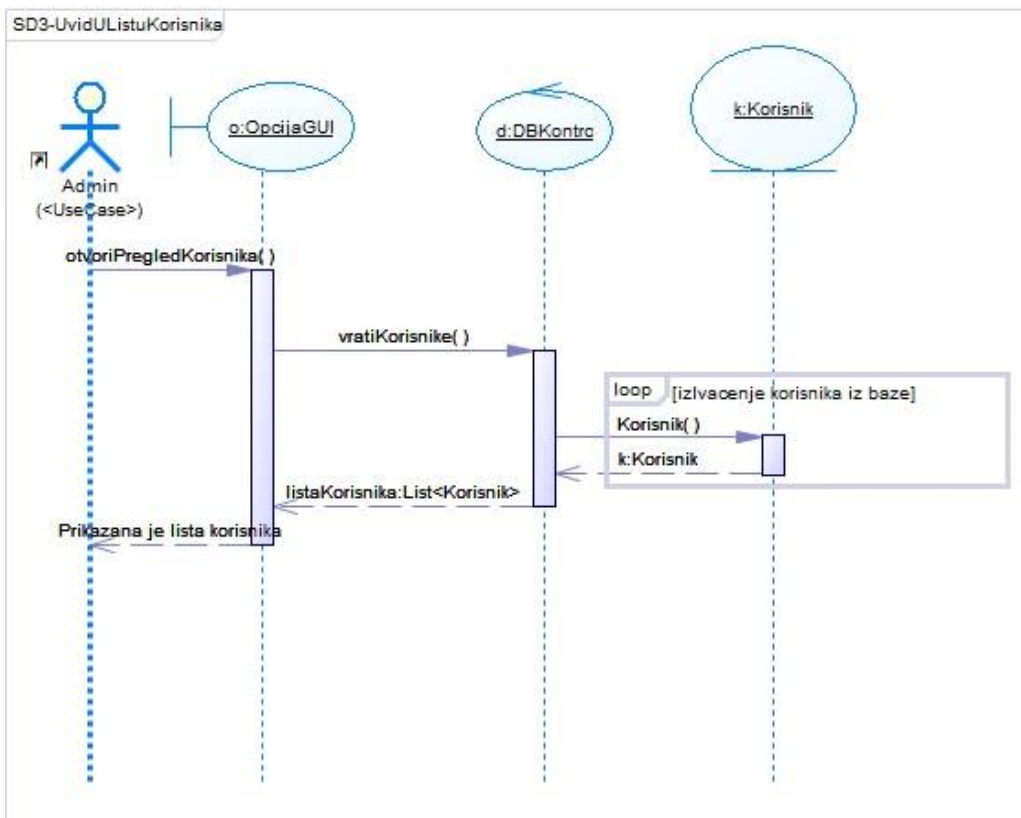 SD3-UvidUListuKorisnika
o:OpcijaGUI
d:DBKontrc
k:Korisnik
Admin
(<UseCase>)
otvoriPregledKorisnika( )
vratiKorisnike( )
loop [izlvacenje korisnika iz baze]
Korisnik( )
k:Korisnik
listaKorisnika:List<Korisnik>
Prikazana je lista korisnika